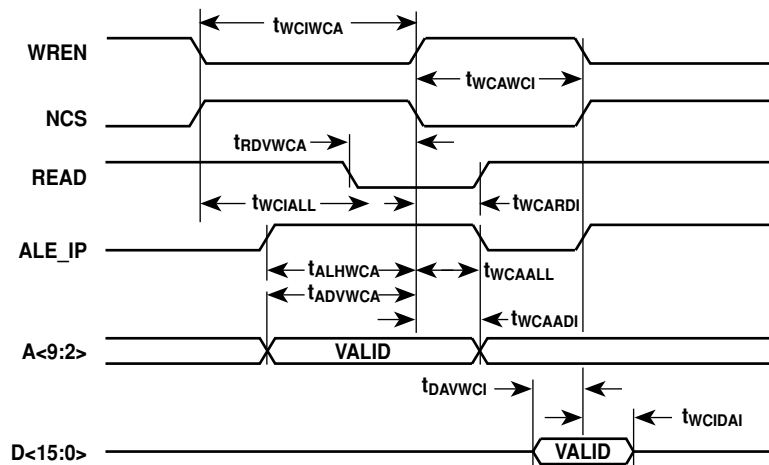 tWCIWCA
WREN
tWCAWCI
NCS
tRDVWCA
READ
tWCIALL
tWCARDI
ALE_IP
tALHWCA
tWCAALL
tADVWCA
tWCAADI
A<9:2>
VALID
tDAVWCI
tWCIDAI
D<15:0>
VALID